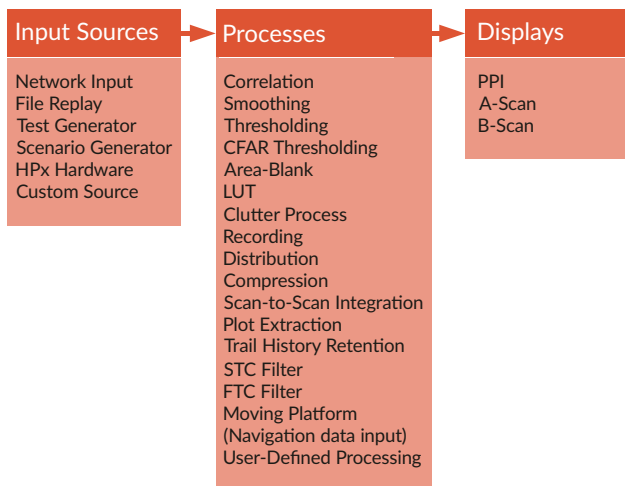 Input Sources
Network Input
File Replay
Test Generator
Scenario Generator
HPx Hardware
Custom Source
Processes
Correlation
Smoothing
Thresholding
CFAR Thresholding
Area-Blank
LUT
Clutter Process
Recording
Distribution
Compression
Scan-to-Scan Integration
Plot Extraction
Trail History Retention
STC Filter
FTC Filter
Moving Platform
(Navigation data input)
User-Defined Processing
Displays
PPI
A-Scan
B-Scan